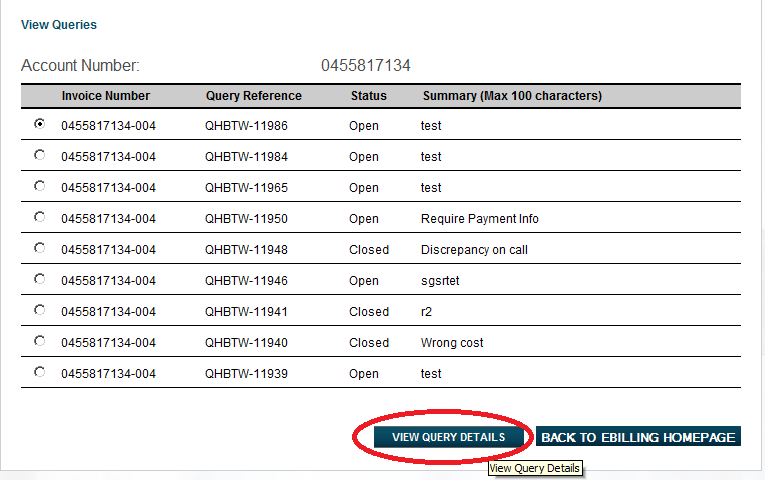 View Queries
Account Number: 0455817134
Invoice Number Query Reference Status Summary (Max 100 characters)
0455817134-004 QHBTW-11986 Open test
0455817134-004 QHBTW-11984 Open test
0455817134-004 QHBTW-11965 Open test
0455817134-004 QHBTW-11950 Open Require Payment Info
0455817134-004 QHBTW-11948 Closed Discrepancy on call
0455817134-004 QHBTW-11946 Open sgsrtet
0455817134-004 QHBTW-11941 Closed r2
0455817134-004 QHBTW-11940 Closed Wrong cost
0455817134-004 QHBTW-11939 Open test
VIEW QUERY DETAILS BACK TO EBILLING HOMEPAGE
View Query Details